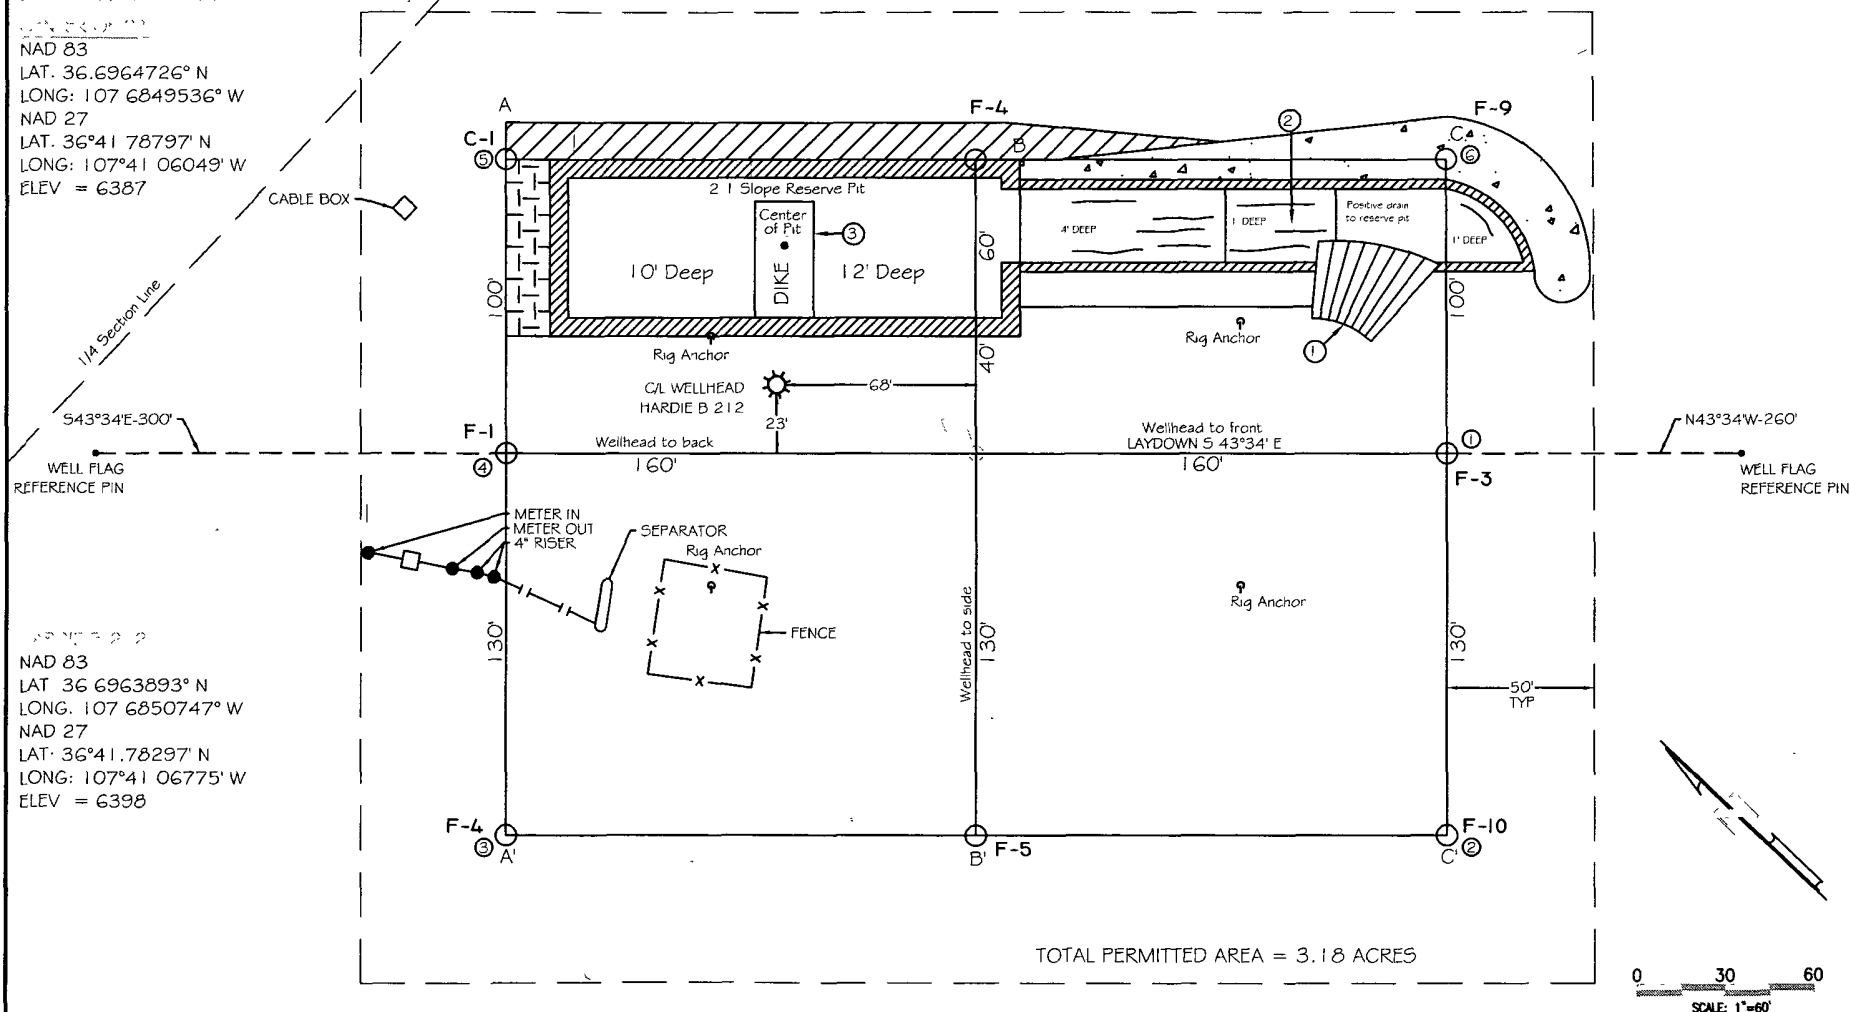 NAD 83
LAT. 36.6964726° N
LONG: 107 6849536° W
NAD 27
LAT. 36°41 78797' N
LONG: 107°41 06049' W
ELEV = 6387
CABLE BOX
1/4 Section Line
S43°34'E-300'
WELL FLAG
REFERENCE PIN
NAD 83
LAT 36 6963893° N
LONG. 107 6850747° W
NAD 27
LAT· 36°41.78297' N
LONG: 107°41 06775' W
ELEV = 6398
A
F-4
F-9
C-1
5
B
2
C
6
2 1 Slope Reserve Pit
Center
of Pit
3
DIKE
10' Deep
12' Deep
60'
4' DEEP
1' DEEP
Positive drain
to reserve pit
1' DEEP
100'
100'
Rig Anchor
40'
Rig Anchor
1
C/L WELLHEAD
HARDIE B 212
68'
23'
F-1
4
Wellhead to back
160'
Wellhead to front
LAYDOWN S 43°34' E
160'
1
F-3
N43°34'W-260'
WELL FLAG
REFERENCE PIN
METER IN
METER OUT
4" RISER
SEPARATOR
Rig Anchor
Rig Anchor
FENCE
130'
Wellhead to side
130'
130'
50'
TYP
F-4
3
A'
B'
F-5
F-10
C'
2
TOTAL PERMITTED AREA = 3.18 ACRES
0 30 60
SCALE: 1"=60'